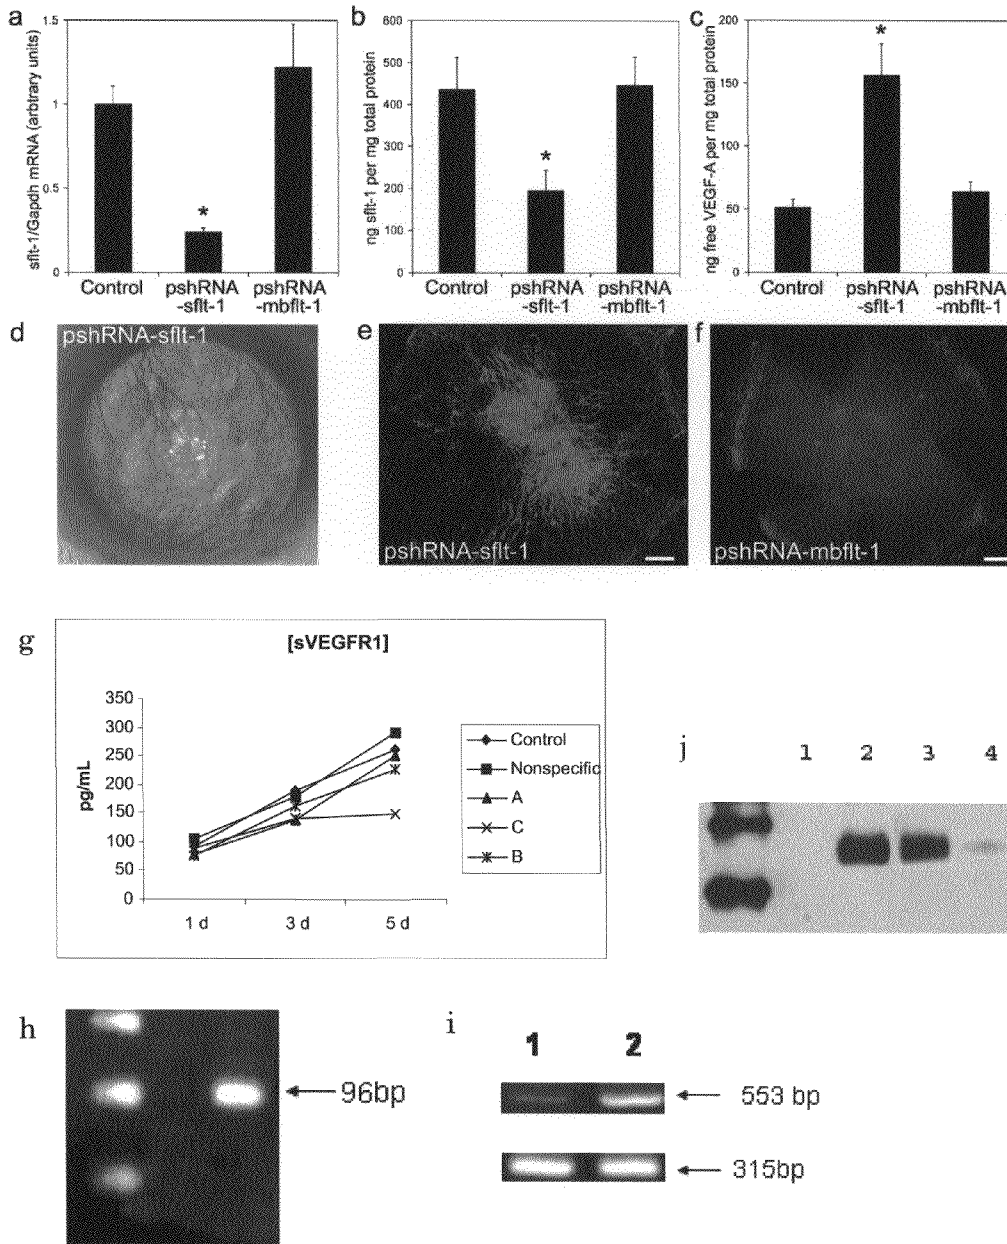 a
sflt-1/Gapdh mRNA (arbtrary units)
1.5
1
0.5
0
*
Control
pshRNA
-sflt-1
pshRNA
-mbflt-1
b
ng sflt-1 per mg total protein
600
500
400
300
200
100
0
*
Control
pshRNA
-sflt-1
pshRNA
-mbflt-1
c
ng free VEGF-A per mg total protein
200
150
100
50
0
*
Control
pshRNA
-sflt-1
pshRNA
-mbflt-1
d
pshRNA-sflt-1
e
pshRNA-sflt-1
f
pshRNA-mbflt-1
g
[sVEGFR1]
pg/mL
350
300
250
200
150
100
50
0
1 d
3 d
5 d
Control
Nonspecific
A
C
B
j
1 2 3 4
h
96bp
i
1 2
553 bp
315bp